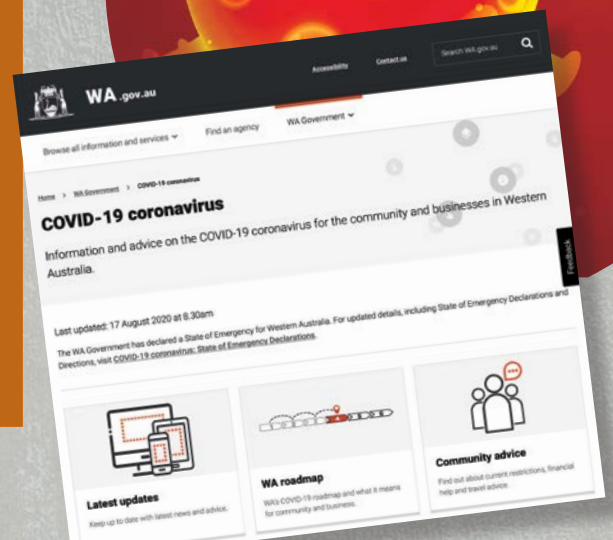 WA.gov.au
Accessibility
Contact us
Search WA.gov.au
Browse all information and services
Find an agency
WA Government
Home > WA Government > COVID-19 coronavirus
COVID-19 coronavirus
Information and advice on the COVID-19 coronavirus for the community and businesses in Western
Australia.
Feedback
Last updated: 17 August 2020 at 8.30am
The WA Government has declared a State of Emergency for Western Australia. For updated details, including State of Emergency Declarations and
Directions, visit COVID-19 coronavirus: State of Emergency Declarations.
Latest updates
Keep up to date with latest news and advice.
WA roadmap
WA's COVID-19 roadmap and what it means
for community and business.
Community advice
Find out about current restrictions, financial
help and travel advice.